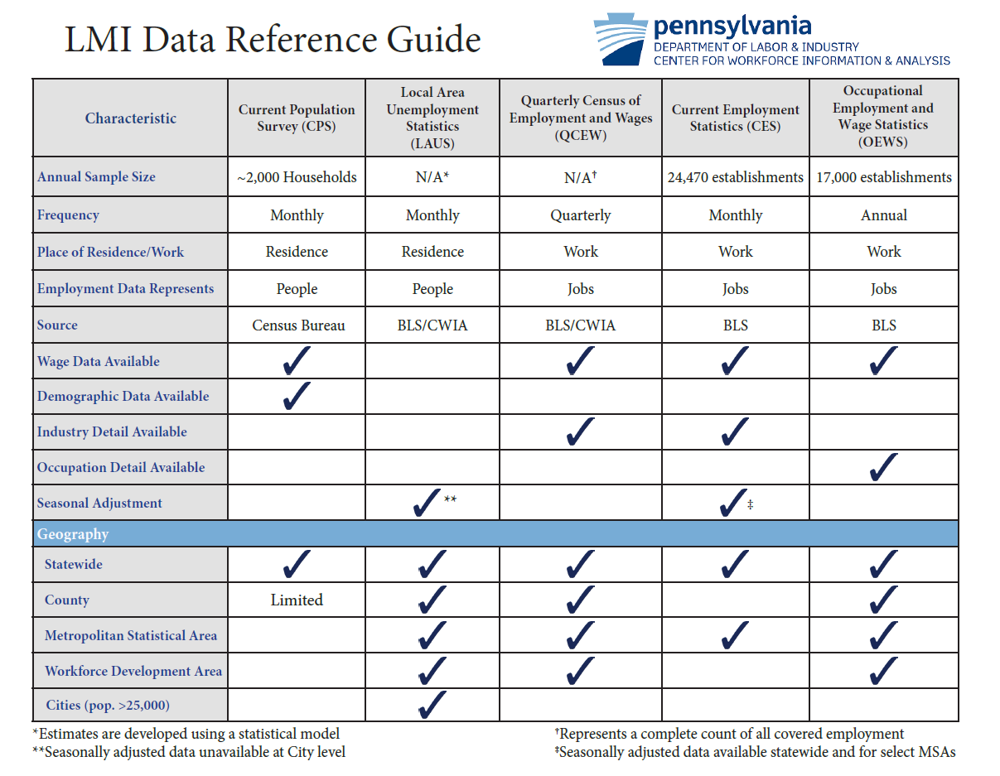 LMI Data Reference Guide
pennsylvania
DEPARTMENT OF LABOR & INDUSTRY
CENTER FOR WORKFORCE INFORMATION & ANALYSIS
Characteristic
Current Population
Survey (CPS)
Local Area
Unemployment
Statistics
(LAUS)
Quarterly Census of
Employment and Wages
(QCEW)
Current Employment
Statistics (CES)
Occupational
Employment and
Wage Statistics
(OEWS)
Annual Sample Size ~2,000 Households N/A* N/A† 24,470 establishments 17,000 establishments
Frequency Monthly Monthly Quarterly Monthly Annual
Place of Residence/Work Residence Residence Work Work Work
Employment Data Represents People People Jobs Jobs Jobs
Source Census Bureau BLS/CWIA BLS/CWIA BLS BLS
Wage Data Available ✓ ✓ ✓ ✓
Demographic Data Available ✓
Industry Detail Available ✓ ✓
Occupation Detail Available ✓
Seasonal Adjustment ✓** ✓‡
Geography
Statewide ✓ ✓ ✓ ✓ ✓
County Limited ✓ ✓ ✓
Metropolitan Statistical Area ✓ ✓ ✓ ✓
Workforce Development Area ✓ ✓ ✓
Cities (pop. >25,000) ✓
*Estimates are developed using a statistical model
**Seasonally adjusted data unavailable at City level
†Represents a complete count of all covered employment
‡Seasonally adjusted data available statewide and for select MSAs